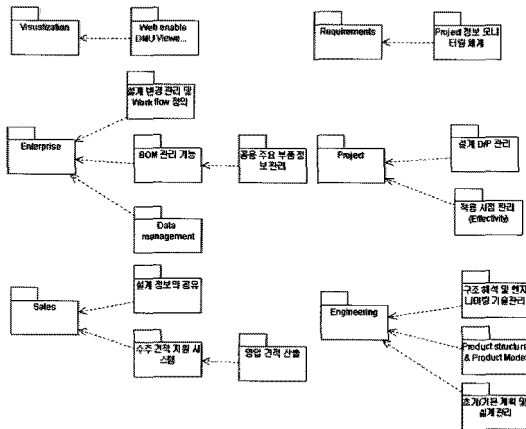 Visualization
Web enable
DMU Viewe...
Requirements
Project 정보 모니
터링 체계
설계 변경 관리 및
Work flow 정의
Enterprise
BOM 관리 기능
공용 주요 부품 정
보관리
Project
설계 D/P 관리
적용 시점 관리
(Effectivity)
Data
management
Sales
설계 정보의 공유
수주 견적 지원 시
스템
영업 견적 산출
Engineering
구조 해석 및 엔지
니어링 기술관리
Product structure
& Product Model
초기/기본 계획 및
설계관리